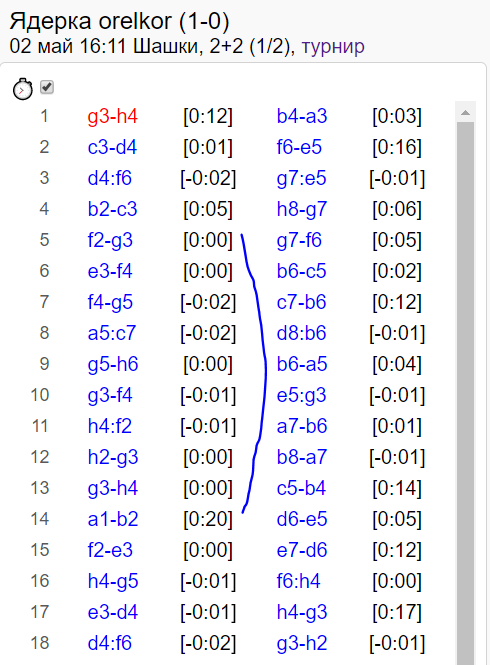 Ядерка orelkor (1-0)
02 май 16:11 Шашки, 2+2 (1/2), турнир
1 g3-h4 [0:12] b4-a3 [0:03]
2 c3-d4 [0:01] f6-e5 [0:16]
3 d4:f6 [-0:02] g7:e5 [-0:01]
4 b2-c3 [0:05] h8-g7 [0:06]
5 f2-g3 [0:00] g7-f6 [0:05]
6 e3-f4 [0:00] b6-c5 [0:02]
7 f4-g5 [-0:02] c7-b6 [0:12]
8 a5:c7 [-0:02] d8:b6 [-0:01]
9 g5-h6 [0:00] b6-a5 [0:04]
10 g3-f4 [-0:01] e5:g3 [-0:01]
11 h4:f2 [-0:01] a7-b6 [0:01]
12 h2-g3 [0:00] b8-a7 [-0:01]
13 g3-h4 [0:00] c5-b4 [0:14]
14 a1-b2 [0:20] d6-e5 [0:05]
15 f2-e3 [0:00] e7-d6 [0:12]
16 h4-g5 [-0:01] f6:h4 [0:00]
17 e3-d4 [-0:01] h4-g3 [0:17]
18 d4:f6 [-0:02] g3-h2 [-0:01]